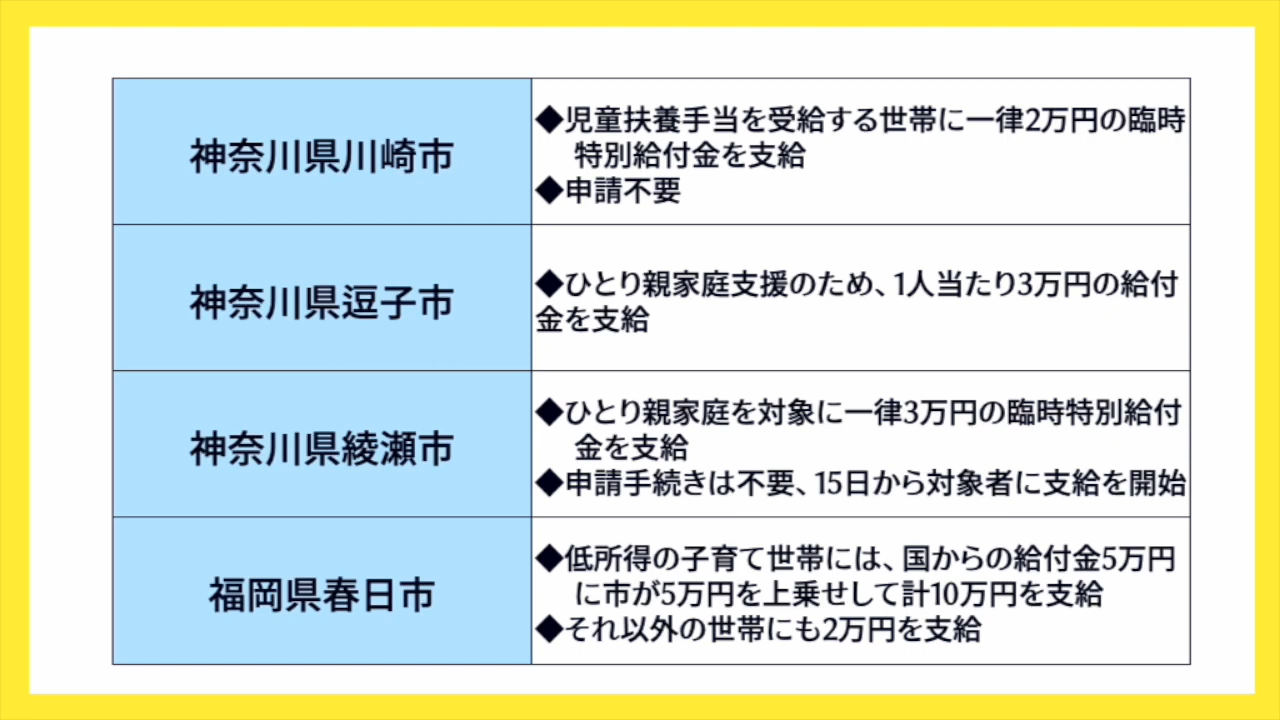 神奈川県川崎市
◆児童扶養手当を受給する世帯に一律2万円の臨時
特別給付金を支給
◆申請不要
神奈川県逗子市
◆ひとり親家庭支援のため、1人当たり3万円の給付
金を支給
神奈川県綾瀬市
◆ひとり親家庭を対象に一律3万円の臨時特別給付
金を支給
◆申請手続きは不要、15日から対象者に支給を開始
福岡県春日市
◆低所得の子育て世帯には、国からの給付金5万円
に市が5万円を上乗せして計10万円を支給
◆それ以外の世帯にも2万円を支給